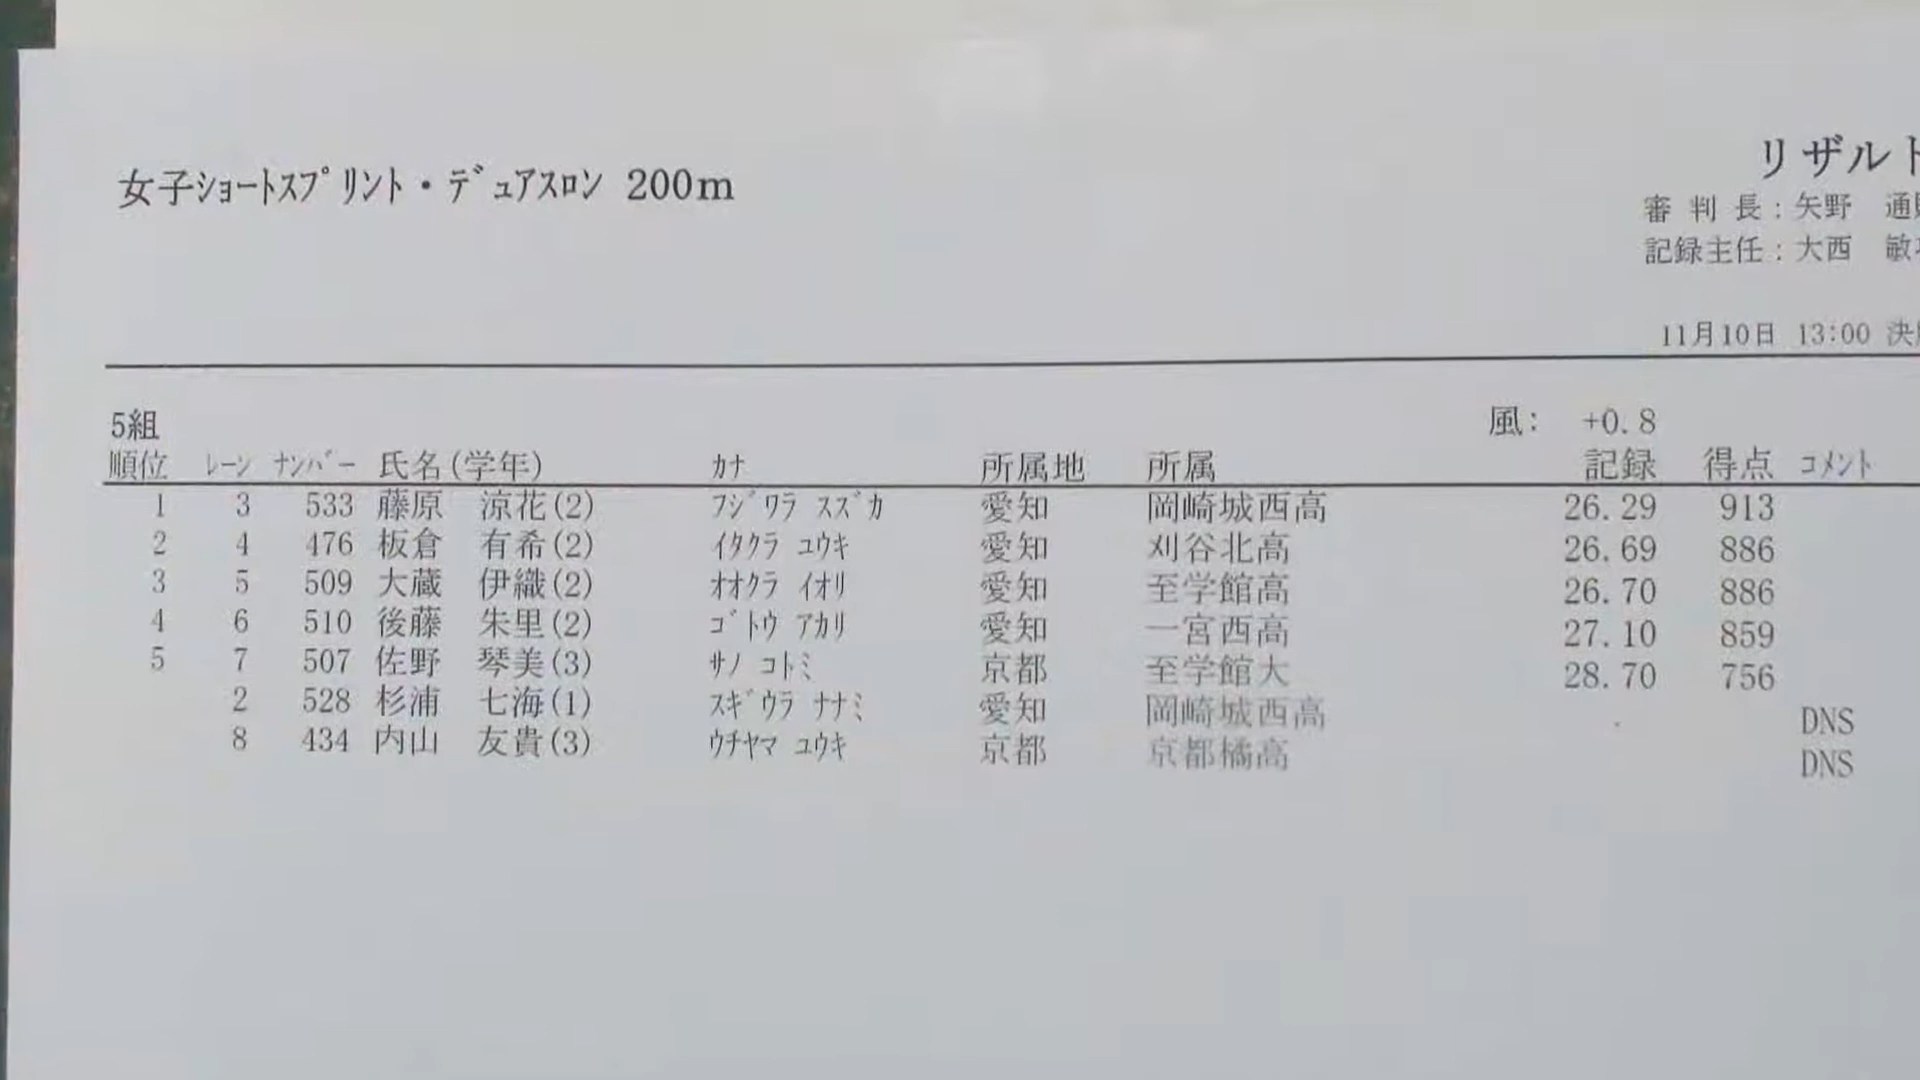 女子ｼｮｰﾄｽﾌﾟﾘﾝﾄ・ﾃﾞｭｱｽﾛﾝ 200m
リザルト
審 判 長：矢野 通
記録主任：大西 敏
11月10日 13:00 決
5組 風： +0.8
順位 ﾚｰﾝ ﾅﾝﾊﾞｰ 氏名(学年) ｶﾅ 所属地 所属 記録 得点 ｺﾒﾝﾄ
1 3 533 藤原 涼花(2) ﾌｼﾞﾜﾗ ｽｽﾞｶ 愛知 岡崎城西高 26.29 913
2 4 476 板倉 有希(2) ｲﾀｸﾗ ﾕｳｷ 愛知 刈谷北高 26.69 886
3 5 509 大蔵 伊織(2) ｵｵｸﾗ ｲｵﾘ 愛知 至学館高 26.70 886
4 6 510 後藤 朱里(2) ｺﾞﾄｳ ｱｶﾘ 愛知 一宮西高 27.10 859
5 7 507 佐野 琴美(3) ｻﾉ ｺﾄﾐ 京都 至学館大 28.70 756
2 528 杉浦 七海(1) ｽｷﾞｳﾗ ﾅﾅﾐ 愛知 岡崎城西高 DNS
8 434 内山 友貴(3) ｳﾁﾔﾏ ﾕｳｷ 京都 京都橘高 DNS